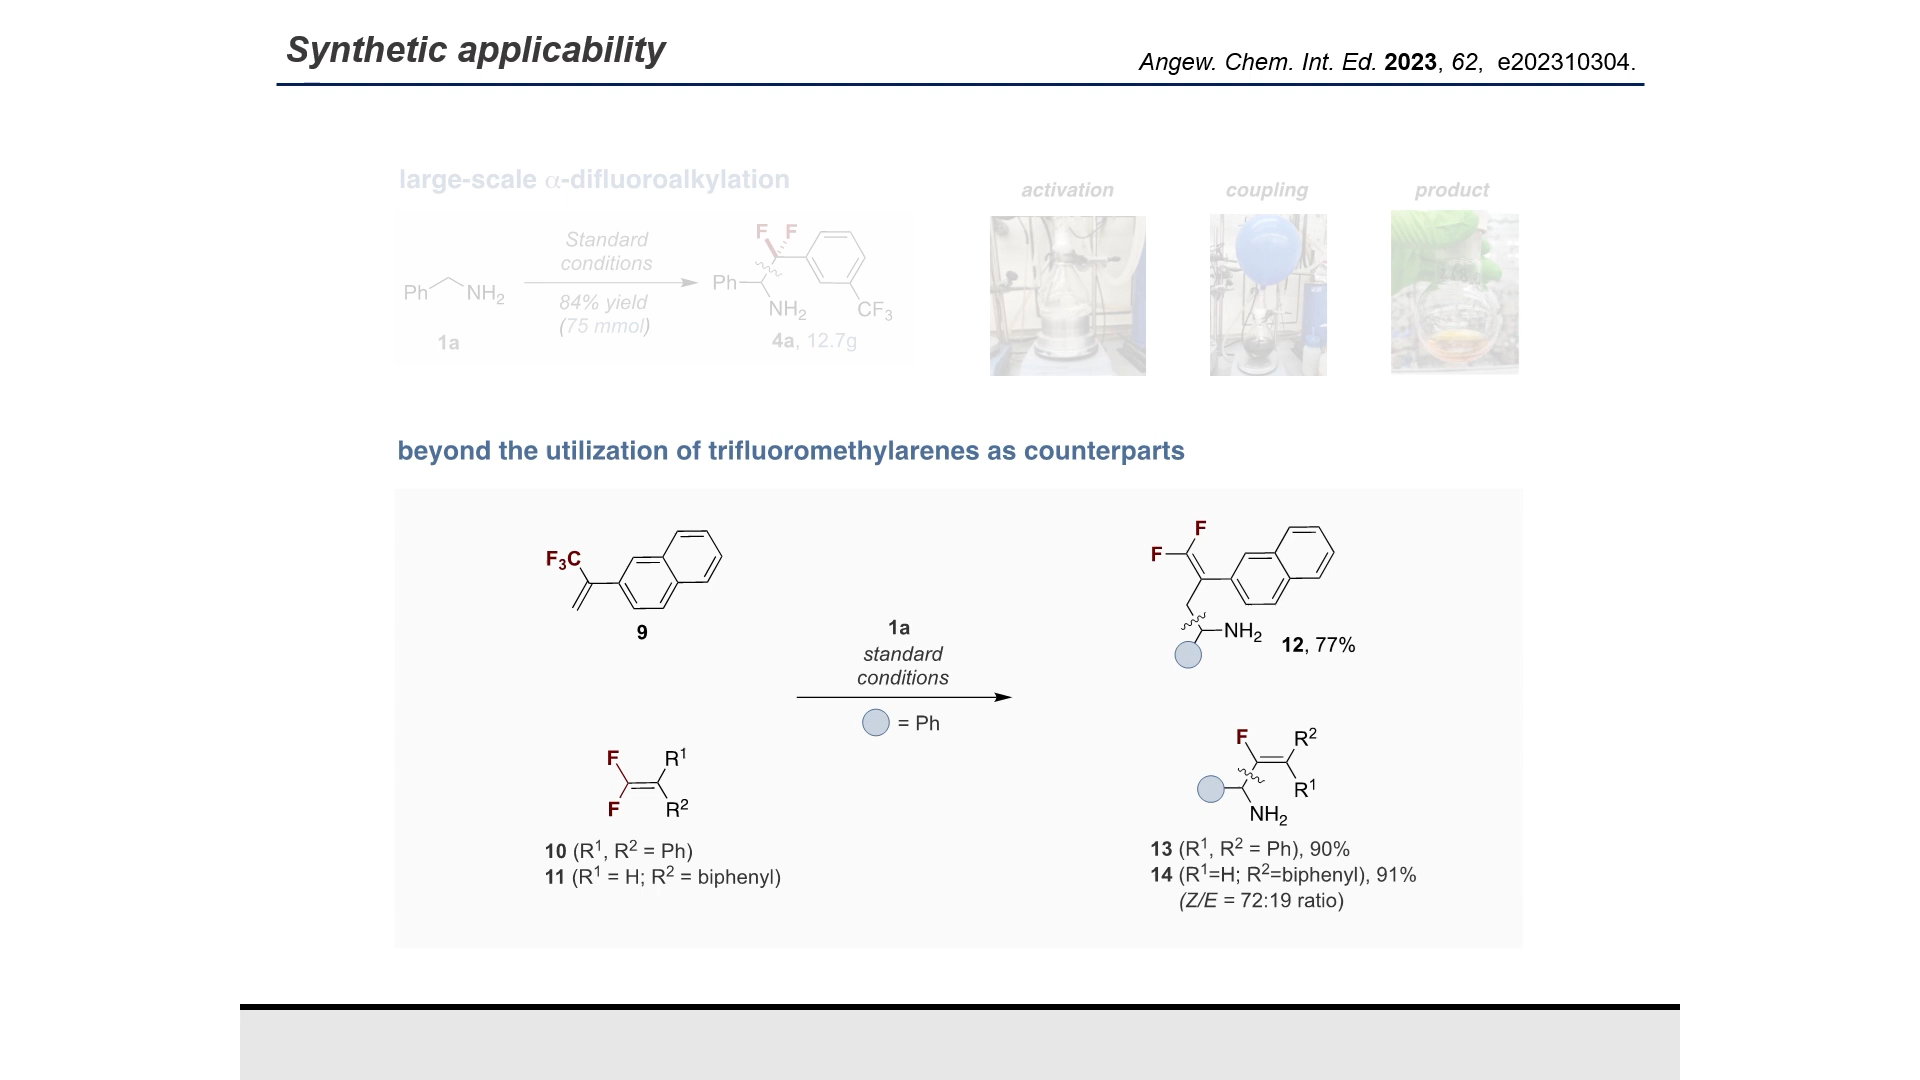 Synthetic applicability
Angew. Chem. Int. Ed. 2023, 62, e202310304.
large-scale α-difluoroalkylation
activation
coupling
product
Ph
NH2
1a
Standard
conditions
84% yield
(75 mmol)
F F
Ph
NH2
CF3
4a, 12.7g
beyond the utilization of trifluoromethylarenes as counterparts
F3C
9
F
F
R1
R2
10 (R1, R2 = Ph)
11 (R1 = H; R2 = biphenyl)
1a
standard
conditions
= Ph
F
F
NH2
12, 77%
F
R2
R1
NH2
13 (R1, R2 = Ph), 90%
14 (R1=H; R2=biphenyl), 91%
(Z/E = 72:19 ratio)